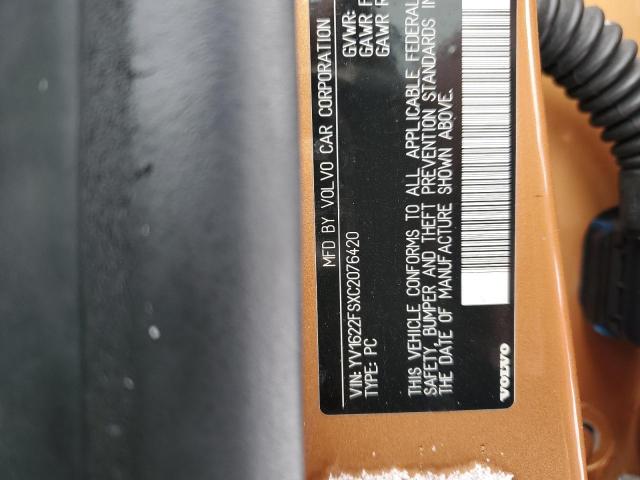 MFD BY VOLVO CAR CORPORATION
VIN: YV1622FSXC2076420
TYPE: PC
GVWR:
GAWR F
GAWR R
THIS VEHICLE CONFORMS TO ALL APPLICABLE FEDERAL
SAFETY, BUMPER AND THEFT PREVENTION STANDARDS IN
THE DATE OF MANUFACTURE SHOWN ABOVE.
VOLVO